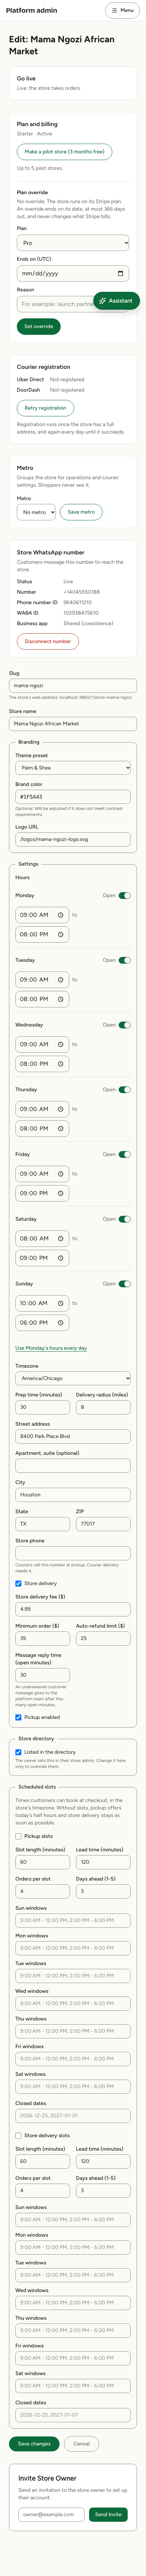 Platform admin
Menu
Edit: Mama Ngozi African
Market
Go live
Live: the store takes orders.
Plan and billing
Starter · Active
Make a pilot store (3 months free)
Up to 5 pilot stores.
Plan override
No override. The store runs on its Stripe plan.
An override ends on its date, at most 366 days
out, and never changes what Stripe bills.
Plan
Pro
Ends on (UTC)
mm/dd/yyyy
Reason
For example: launch partner
Assistant
Set override
Courier registration
Uber Direct Not registered
DoorDash Not registered
Retry registration
Registration runs once the store has a full
address, and again every day until it succeeds.
Metro
Groups the store for operations and courier
settings. Shoppers never see it.
Metro
No metro
Save metro
Store WhatsApp number
Customers message this number to reach the
store.
Status Live
Number +14045550188
Phone number ID 9640611210
WABA ID 102938475610
Business app Shared (coexistence)
Disconnect number
Slug
mama-ngozi
The store's web address: localhost:3860/?store=mama-ngozi
Store name
Mama Ngozi African Market
Branding
Theme preset
Palm & Shea
Brand color
#1F5A43
Optional. Will be adjusted if it does not meet contrast
requirements.
Logo URL
/logos/mama-ngozi-logo.svg
Settings
Hours
Monday Open
09:00 AM to
08:00 PM
Tuesday Open
09:00 AM to
08:00 PM
Wednesday Open
09:00 AM to
08:00 PM
Thursday Open
09:00 AM to
08:00 PM
Friday Open
09:00 AM to
09:00 PM
Saturday Open
08:00 AM to
09:00 PM
Sunday Open
10:00 AM to
06:00 PM
Use Monday's hours every day
Timezone
America/Chicago
Prep time (minutes) Delivery radius (miles)
30 8
Street address
8400 Park Place Blvd
Apartment, suite (optional)
City
Houston
State ZIP
TX 77017
Store phone
Couriers call this number at pickup. Courier delivery
needs it.
Store delivery
Store delivery fee ($)
4.99
Minimum order ($) Auto-refund limit ($)
35 25
Message reply time
(open minutes)
30
An unanswered customer
message goes to the
platform team after this
many open minutes.
Pickup enabled
Store directory
Listed in the directory
The owner sets this in their store admin. Change it here
only to override them.
Scheduled slots
Times customers can book at checkout, in the
store's timezone. Without slots, pickup offers
today's half hours and store delivery stays as
soon as possible.
Pickup slots
Slot length (minutes) Lead time (minutes)
60 120
Orders per slot Days ahead (1-5)
4 3
Sun windows
9:00 AM - 12:00 PM, 2:00 PM - 6:00 PM
Mon windows
9:00 AM - 12:00 PM, 2:00 PM - 6:00 PM
Tue windows
9:00 AM - 12:00 PM, 2:00 PM - 6:00 PM
Wed windows
9:00 AM - 12:00 PM, 2:00 PM - 6:00 PM
Thu windows
9:00 AM - 12:00 PM, 2:00 PM - 6:00 PM
Fri windows
9:00 AM - 12:00 PM, 2:00 PM - 6:00 PM
Sat windows
9:00 AM - 12:00 PM, 2:00 PM - 6:00 PM
Closed dates
2026-12-25, 2027-01-01
Store delivery slots
Slot length (minutes) Lead time (minutes)
60 120
Orders per slot Days ahead (1-5)
4 3
Sun windows
9:00 AM - 12:00 PM, 2:00 PM - 6:00 PM
Mon windows
9:00 AM - 12:00 PM, 2:00 PM - 6:00 PM
Tue windows
9:00 AM - 12:00 PM, 2:00 PM - 6:00 PM
Wed windows
9:00 AM - 12:00 PM, 2:00 PM - 6:00 PM
Thu windows
9:00 AM - 12:00 PM, 2:00 PM - 6:00 PM
Fri windows
9:00 AM - 12:00 PM, 2:00 PM - 6:00 PM
Sat windows
9:00 AM - 12:00 PM, 2:00 PM - 6:00 PM
Closed dates
2026-12-25, 2027-01-01
Save changes
Cancel
Invite Store Owner
Send an invitation to the store owner to set up
their account.
owner@example.com
Send Invite